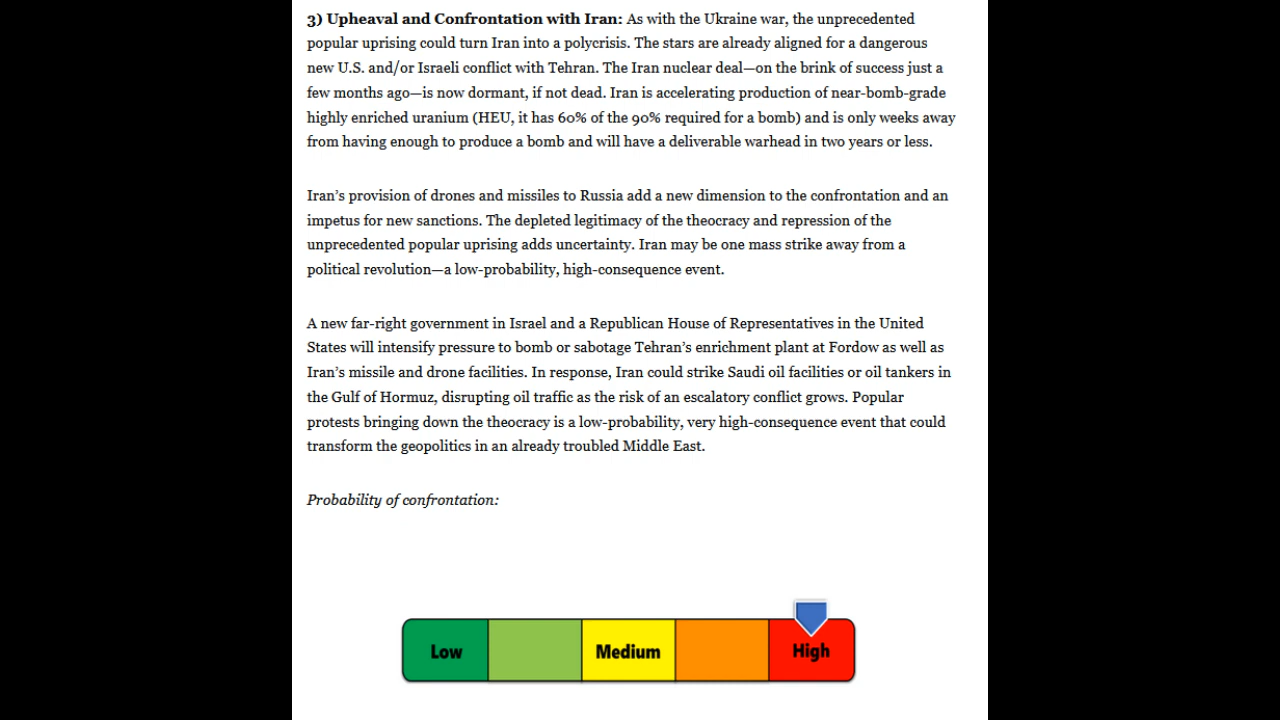 3) Upheaval and Confrontation with Iran: As with the Ukraine war, the unprecedented
popular uprising could turn Iran into a polycrisis. The stars are already aligned for a dangerous
new U.S. and/or Israeli conflict with Tehran. The Iran nuclear deal—on the brink of success just a
few months ago—is now dormant, if not dead. Iran is accelerating production of near-bomb-grade
highly enriched uranium (HEU, it has 60% of the 90% required for a bomb) and is only weeks away
from having enough to produce a bomb and will have a deliverable warhead in two years or less.
Iran's provision of drones and missiles to Russia add a new dimension to the confrontation and an
impetus for new sanctions. The depleted legitimacy of the theocracy and repression of the
unprecedented popular uprising adds uncertainty. Iran may be one mass strike away from a
political revolution—a low-probability, high-consequence event.
A new far-right government in Israel and a Republican House of Representatives in the United
States will intensify pressure to bomb or sabotage Tehran's enrichment plant at Fordow as well as
Iran's missile and drone facilities. In response, Iran could strike Saudi oil facilities or oil tankers in
the Gulf of Hormuz, disrupting oil traffic as the risk of an escalatory conflict grows. Popular
protests bringing down the theocracy is a low-probability, very high-consequence event that could
transform the geopolitics in an already troubled Middle East.
Probability of confrontation:
Low Medium High